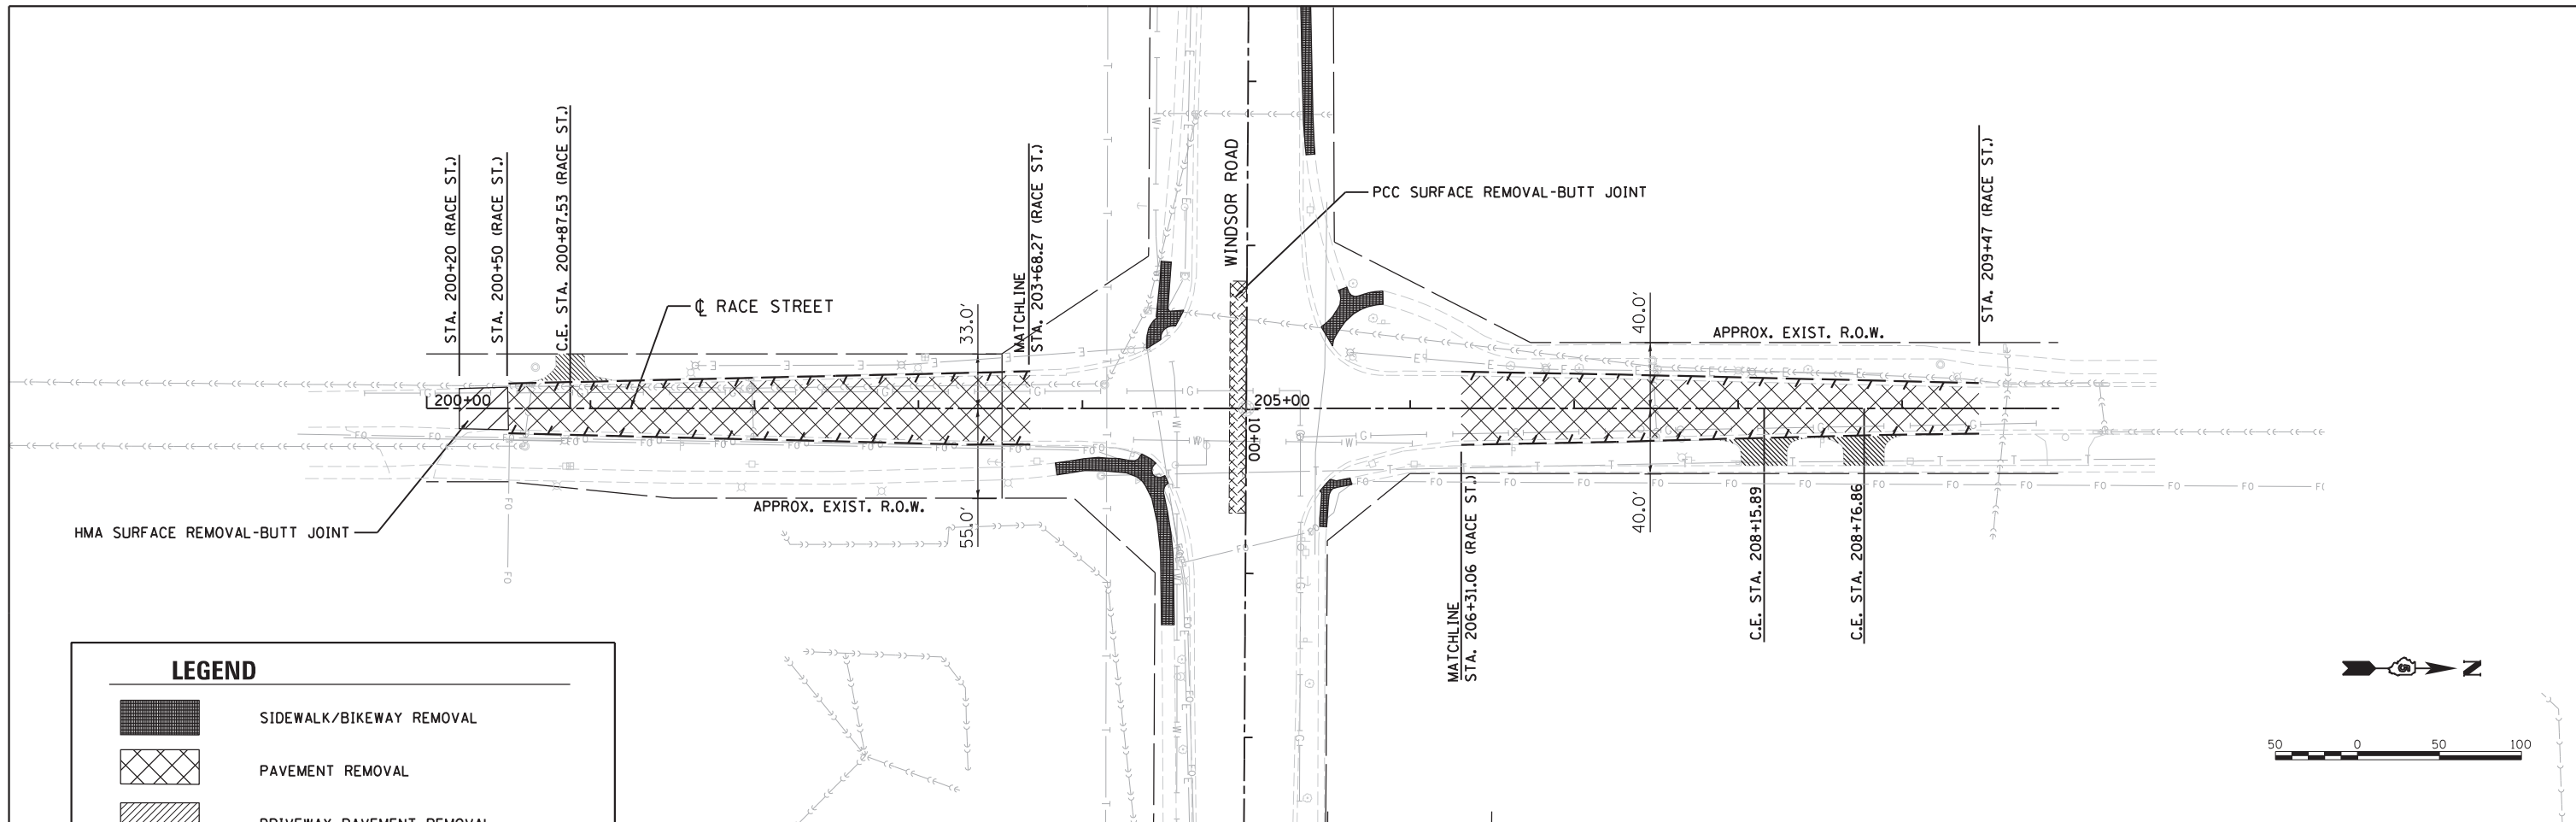 STA. 200+20 (RACE ST.)
STA. 200+50 (RACE ST.)
C.E. STA. 200+87.53 (RACE ST.)
℄ RACE STREET
33.0'
MATCHLINE
STA. 203+68.27 (RACE ST.)
WINDSOR ROAD
PCC SURFACE REMOVAL-BUTT JOINT
40.0'
APPROX. EXIST. R.O.W.
STA. 209+47 (RACE ST.)
200+00
205+00
10+00
HMA SURFACE REMOVAL-BUTT JOINT
APPROX. EXIST. R.O.W.
55.0'
MATCHLINE
STA. 206+31.06 (RACE ST.)
40.0'
C.E. STA. 208+15.89
C.E. STA. 208+76.86
N
50 0 50 100
LEGEND
SIDEWALK/BIKEWAY REMOVAL
PAVEMENT REMOVAL
DRIVEWAY PAVEMENT REMOVAL